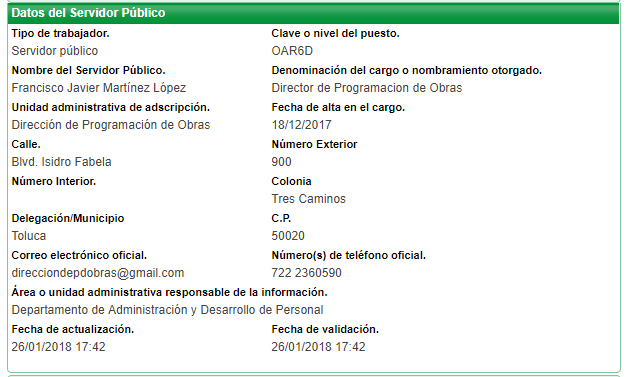 Datos del Servidor Público
Tipo de trabajador. Clave o nivel del puesto.
Servidor público OAR6D
Nombre del Servidor Público. Denominación del cargo o nombramiento otorgado.
Francisco Javier Martínez López Director de Programacion de Obras
Unidad administrativa de adscripción. Fecha de alta en el cargo.
Dirección de Programación de Obras 18/12/2017
Calle. Número Exterior
Blvd. Isidro Fabela 900
Número Interior. Colonia
Tres Caminos
Delegación/Municipio C.P.
Toluca 50020
Correo electrónico oficial. Número(s) de teléfono oficial.
direcciondepdobras@gmail.com 722 2360590
Área o unidad administrativa responsable de la información.
Departamento de Administración y Desarrollo de Personal
Fecha de actualización. Fecha de validación.
26/01/2018 17:42 26/01/2018 17:42